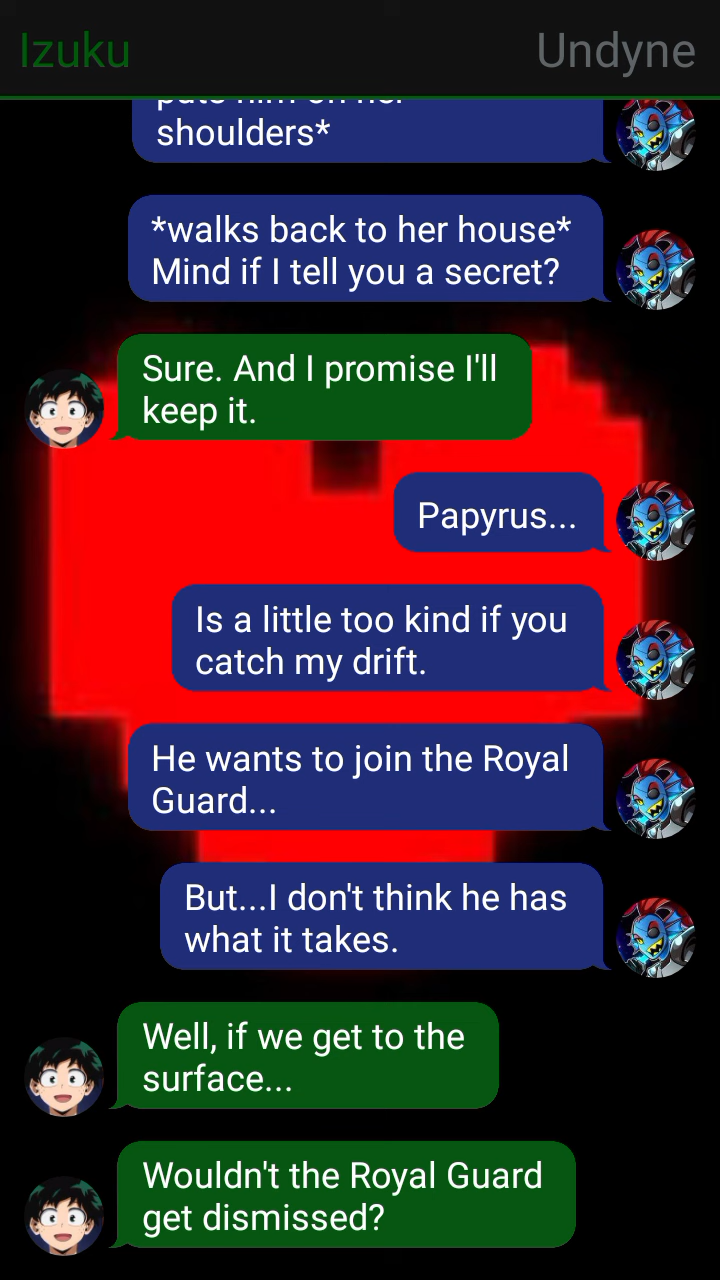 Izuku
Undyne
shoulders*
*walks back to her house*
Mind if I tell you a secret?
Sure. And I promise I'll
keep it.
Papyrus...
Is a little too kind if you
catch my drift.
He wants to join the Royal
Guard...
But...I don't think he has
what it takes.
Well, if we get to the
surface...
Wouldn't the Royal Guard
get dismissed?